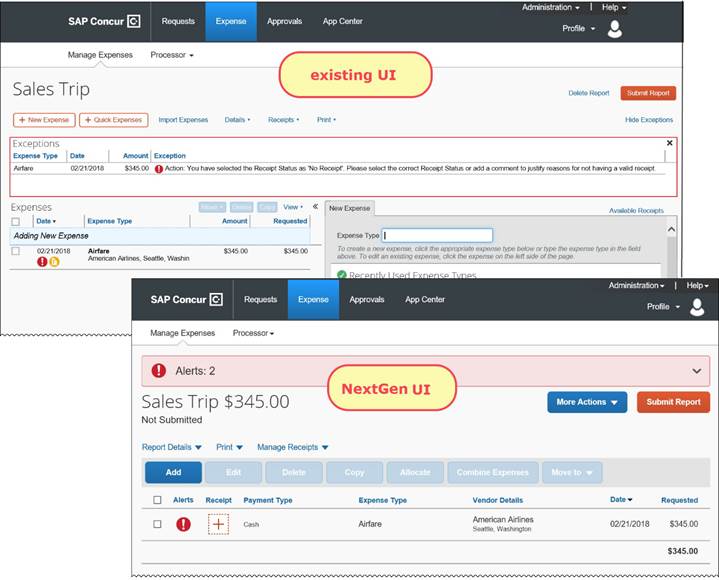 Administration | Help
SAP Concur C Requests Expense Approvals App Center
Profile
Manage Expenses Processor
existing UI
Sales Trip
Delete Report Submit Report
+ New Expense + Quick Expenses Import Expenses Details Receipts Print Hide Exceptions
Exceptions
Expense Type Date Amount Exception
Airfare 02/21/2018 $345.00 Action: You have selected the Receipt Status as 'No Receipt'. Please select the correct Receipt Status or add a comment to justify reasons for not having a valid receipt
Expenses Move Delete Copy View «
New Expense Available Receipts
Date Expense Type Amount Requested
Expense Type
Adding New Expense
To create a new expense, click the appropriate expense type below or type the expense type in the field
above. To edit an existing expense, click the expense on the left side of the page.
02/21/2018 Airfare $345.00 $345.00
American Airlines, Seattle, Washin
Recently Used Expense Types
Administration | Help
SAP Concur C Requests Expense Approvals App Center
Profile
Manage Expenses Processor
Alerts: 2
NextGen UI
Sales Trip $345.00
More Actions Submit Report
Not Submitted
Report Details Print Manage Receipts
Add Edit Delete Copy Allocate Combine Expenses Move to
Alerts Receipt Payment Type Expense Type Vendor Details Date Requested
Cash Airfare American Airlines 02/21/2018 $345.00
Seattle, Washington
$345.00